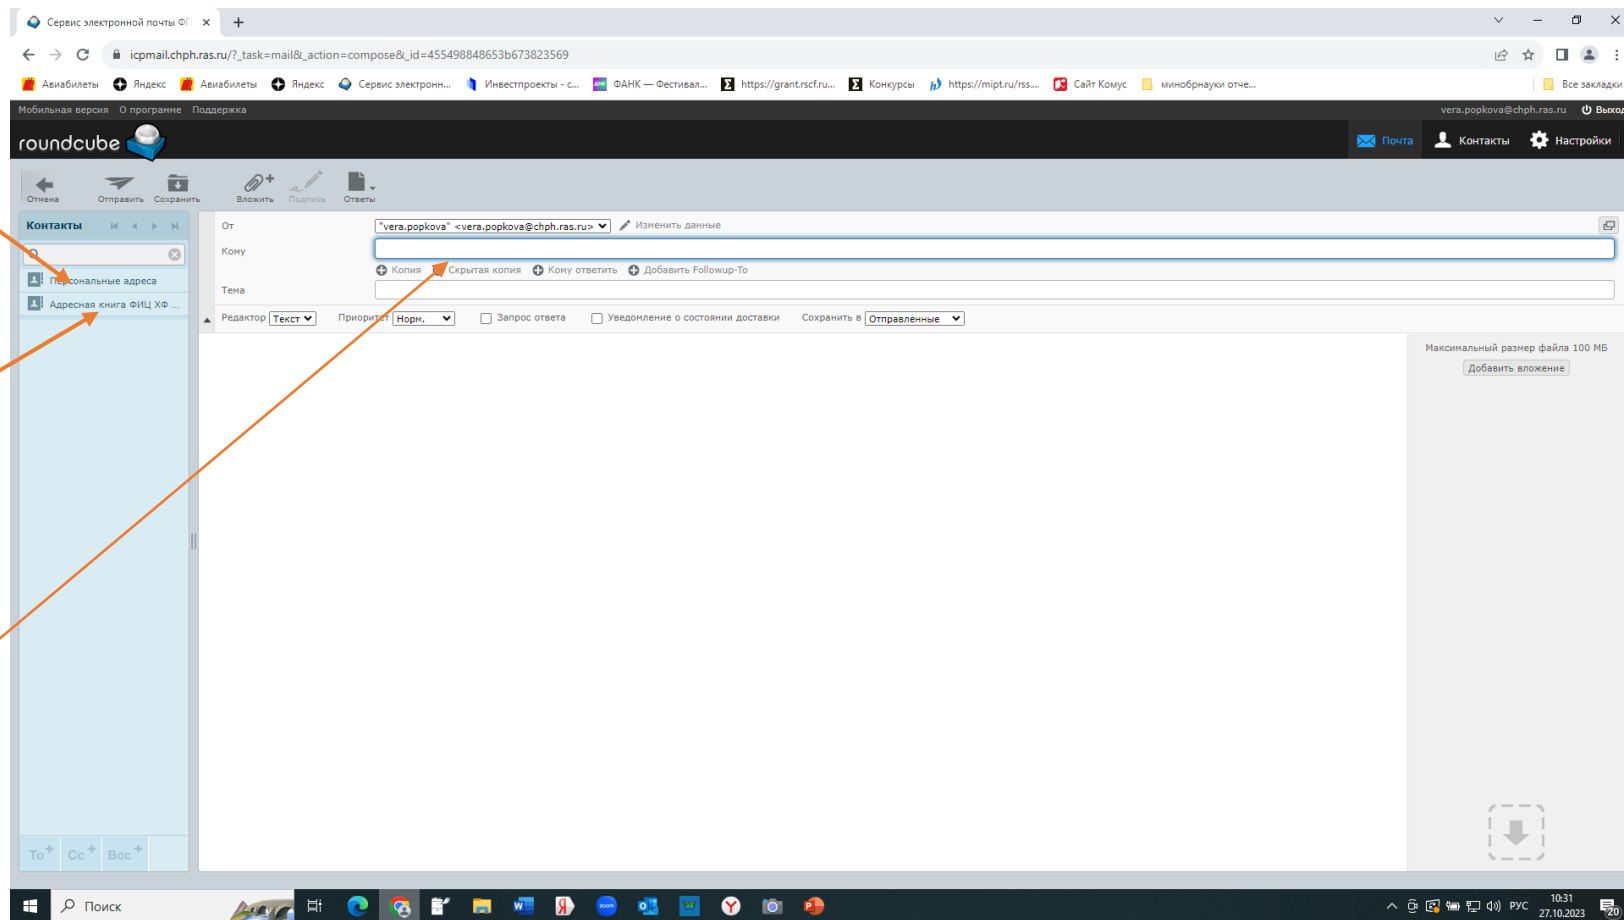 Сервис электронной почты ФГ
icpmail.chph.ras.ru/?_task=mail&_action=compose&_id=455498848653b673823569
Авиабилеты Яндекс Авиабилеты Яндекс Сервис электронн... Инвестпроекты - с... ФАНК — Фестивал... https://grant.rscf.ru... Конкурсы https://mipt.ru/rss.... Сайт Комус минобрнауки отче... Все закладки
Мобильная версия О программе Поддержка vera.popkova@chph.ras.ru Выход
roundcube Почта Контакты Настройки
Отмена Отправить Сохранить Вложить Подпись Ответы
Контакты От "vera.popkova" <vera.popkova@chph.ras.ru> Изменить данные
Кому
Копия Скрытая копия Кому ответить Добавить Followup-To
Персональные адреса
Тема
Адресная книга ФИЦ ХФ ...
Редактор Текст Приоритет Норм. Запрос ответа Уведомление о состоянии доставки Сохранить в Отправленные
Максимальный размер файла 100 МБ
Добавить вложение
To+ Cc+ Bcc+
Поиск РУС 10:31
27.10.2023 20